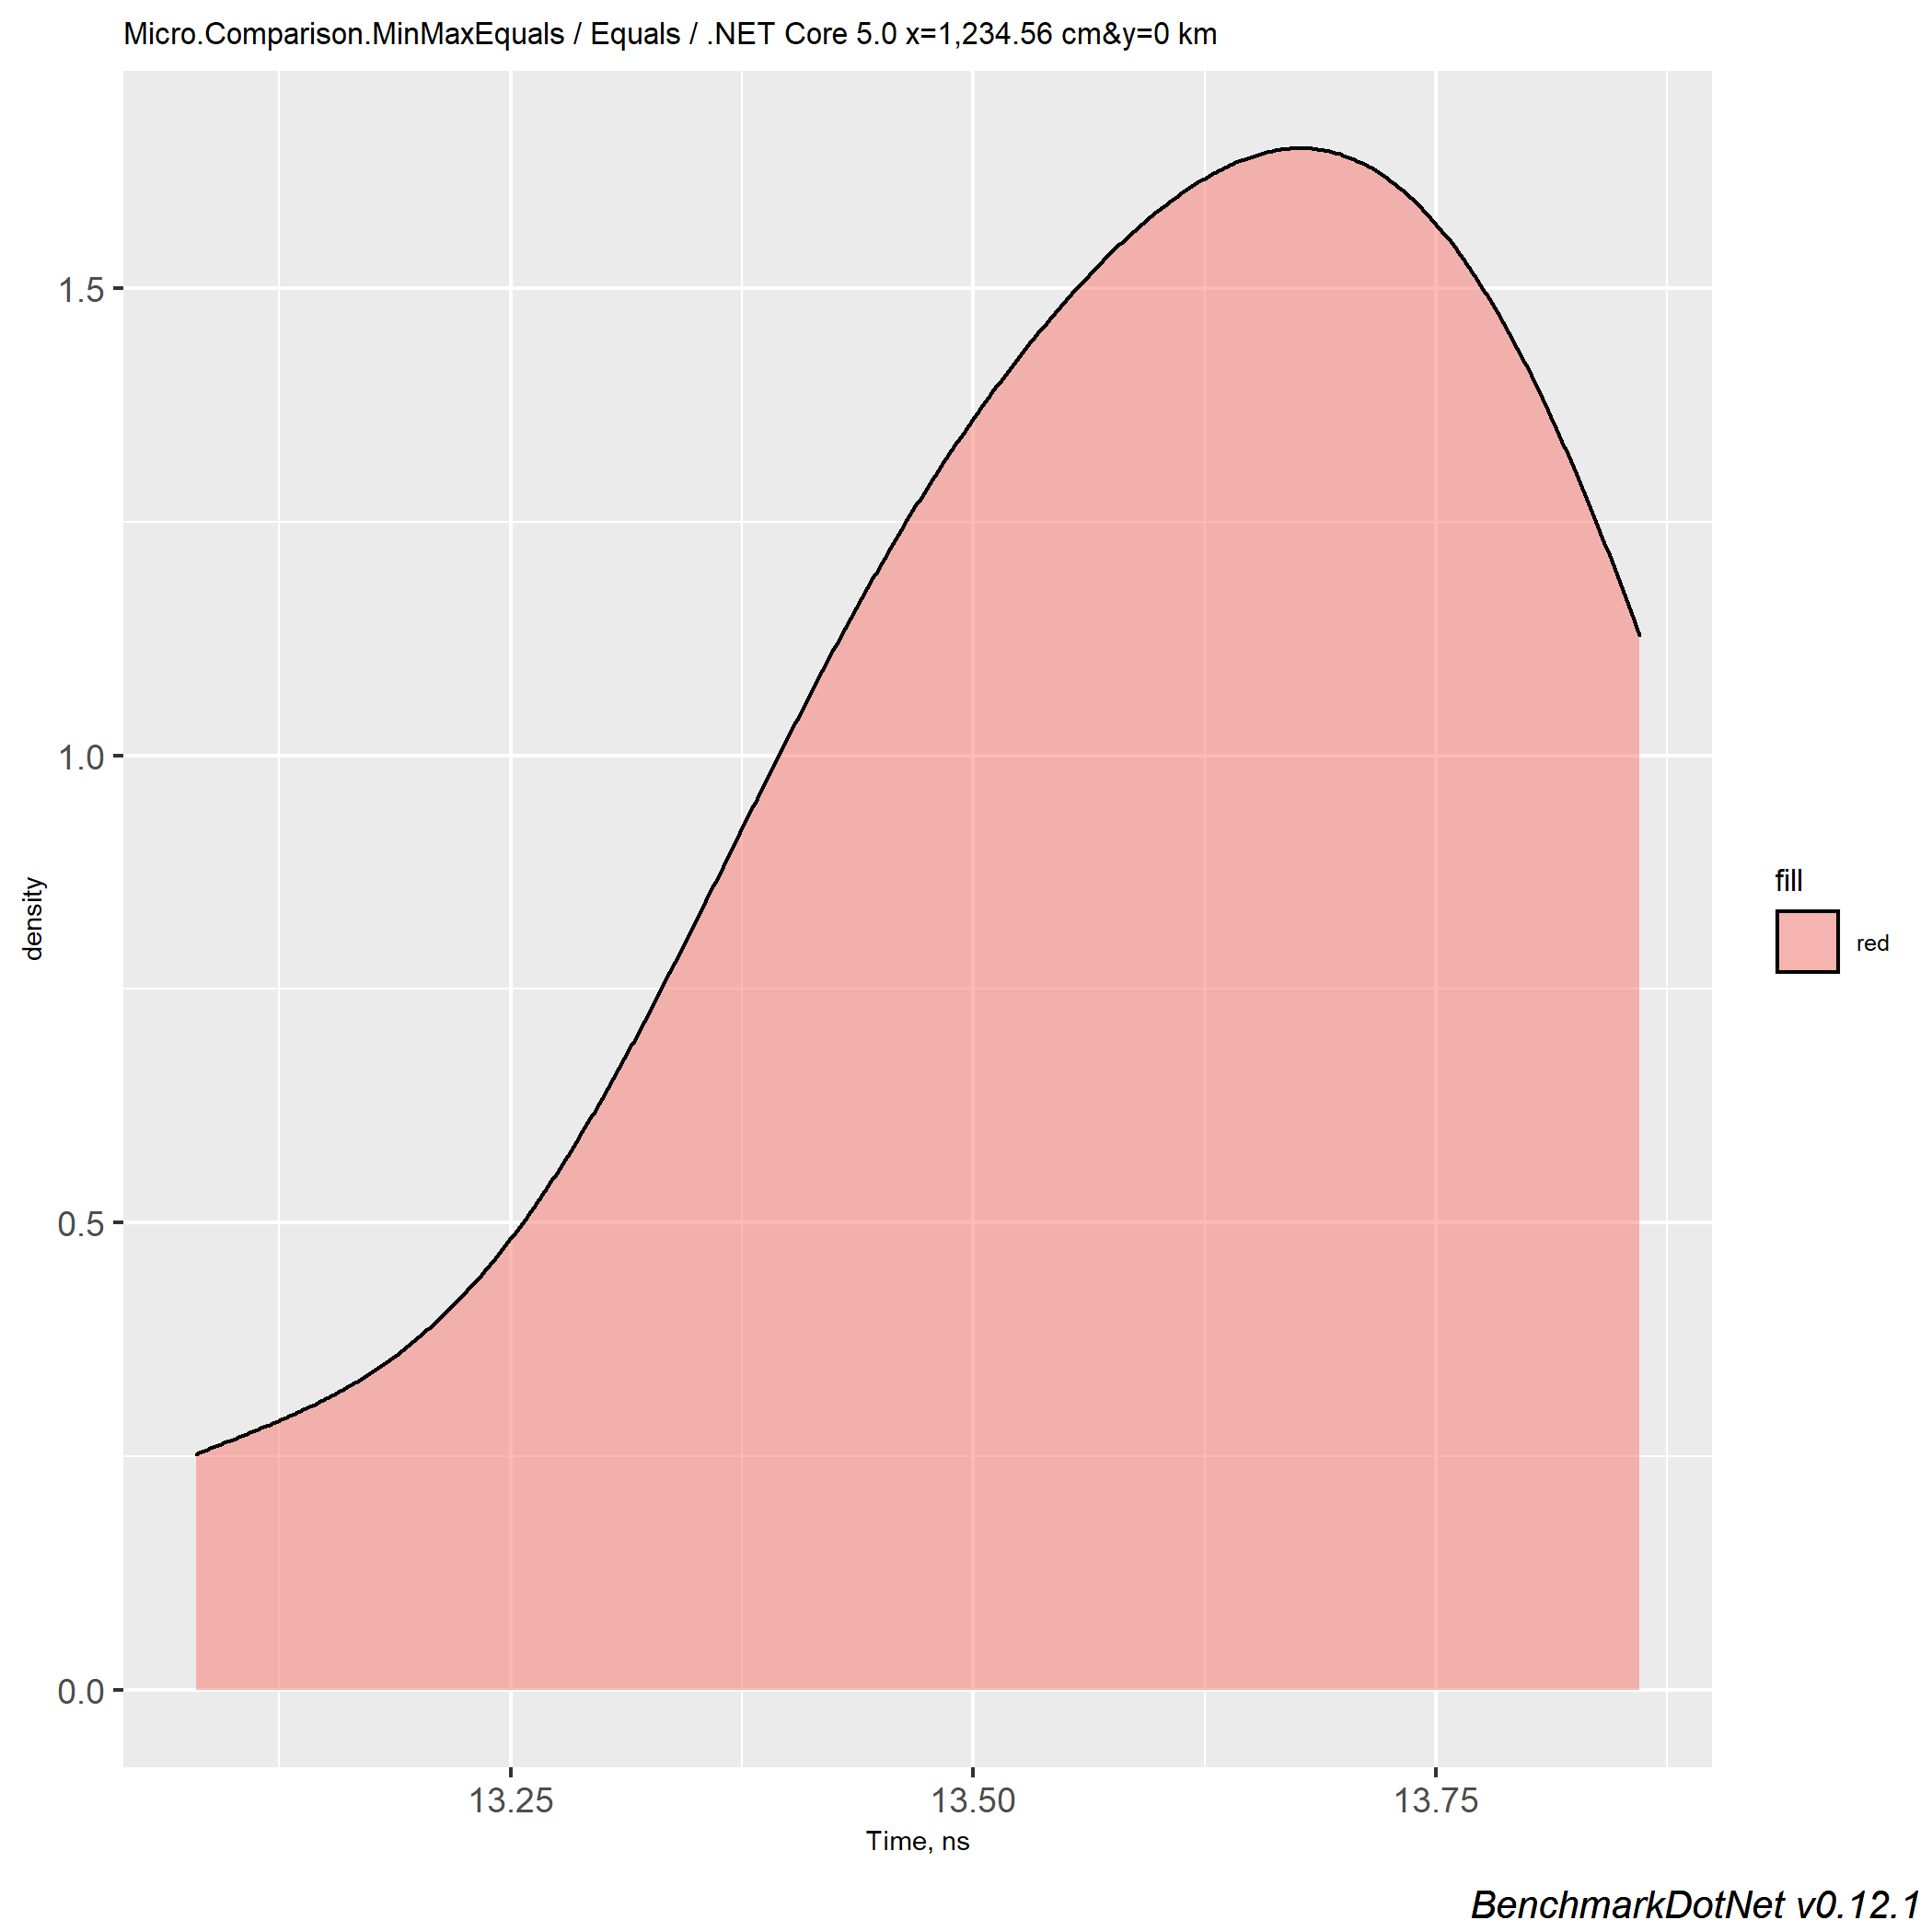 Micro.Comparison.MinMaxEquals / Equals / .NET Core 5.0 x=1,234.56 cm&y=0 km
density
1.5
1.0
0.5
0.0
13.25
13.50
13.75
Time, ns
fill
red
BenchmarkDotNet v0.12.1